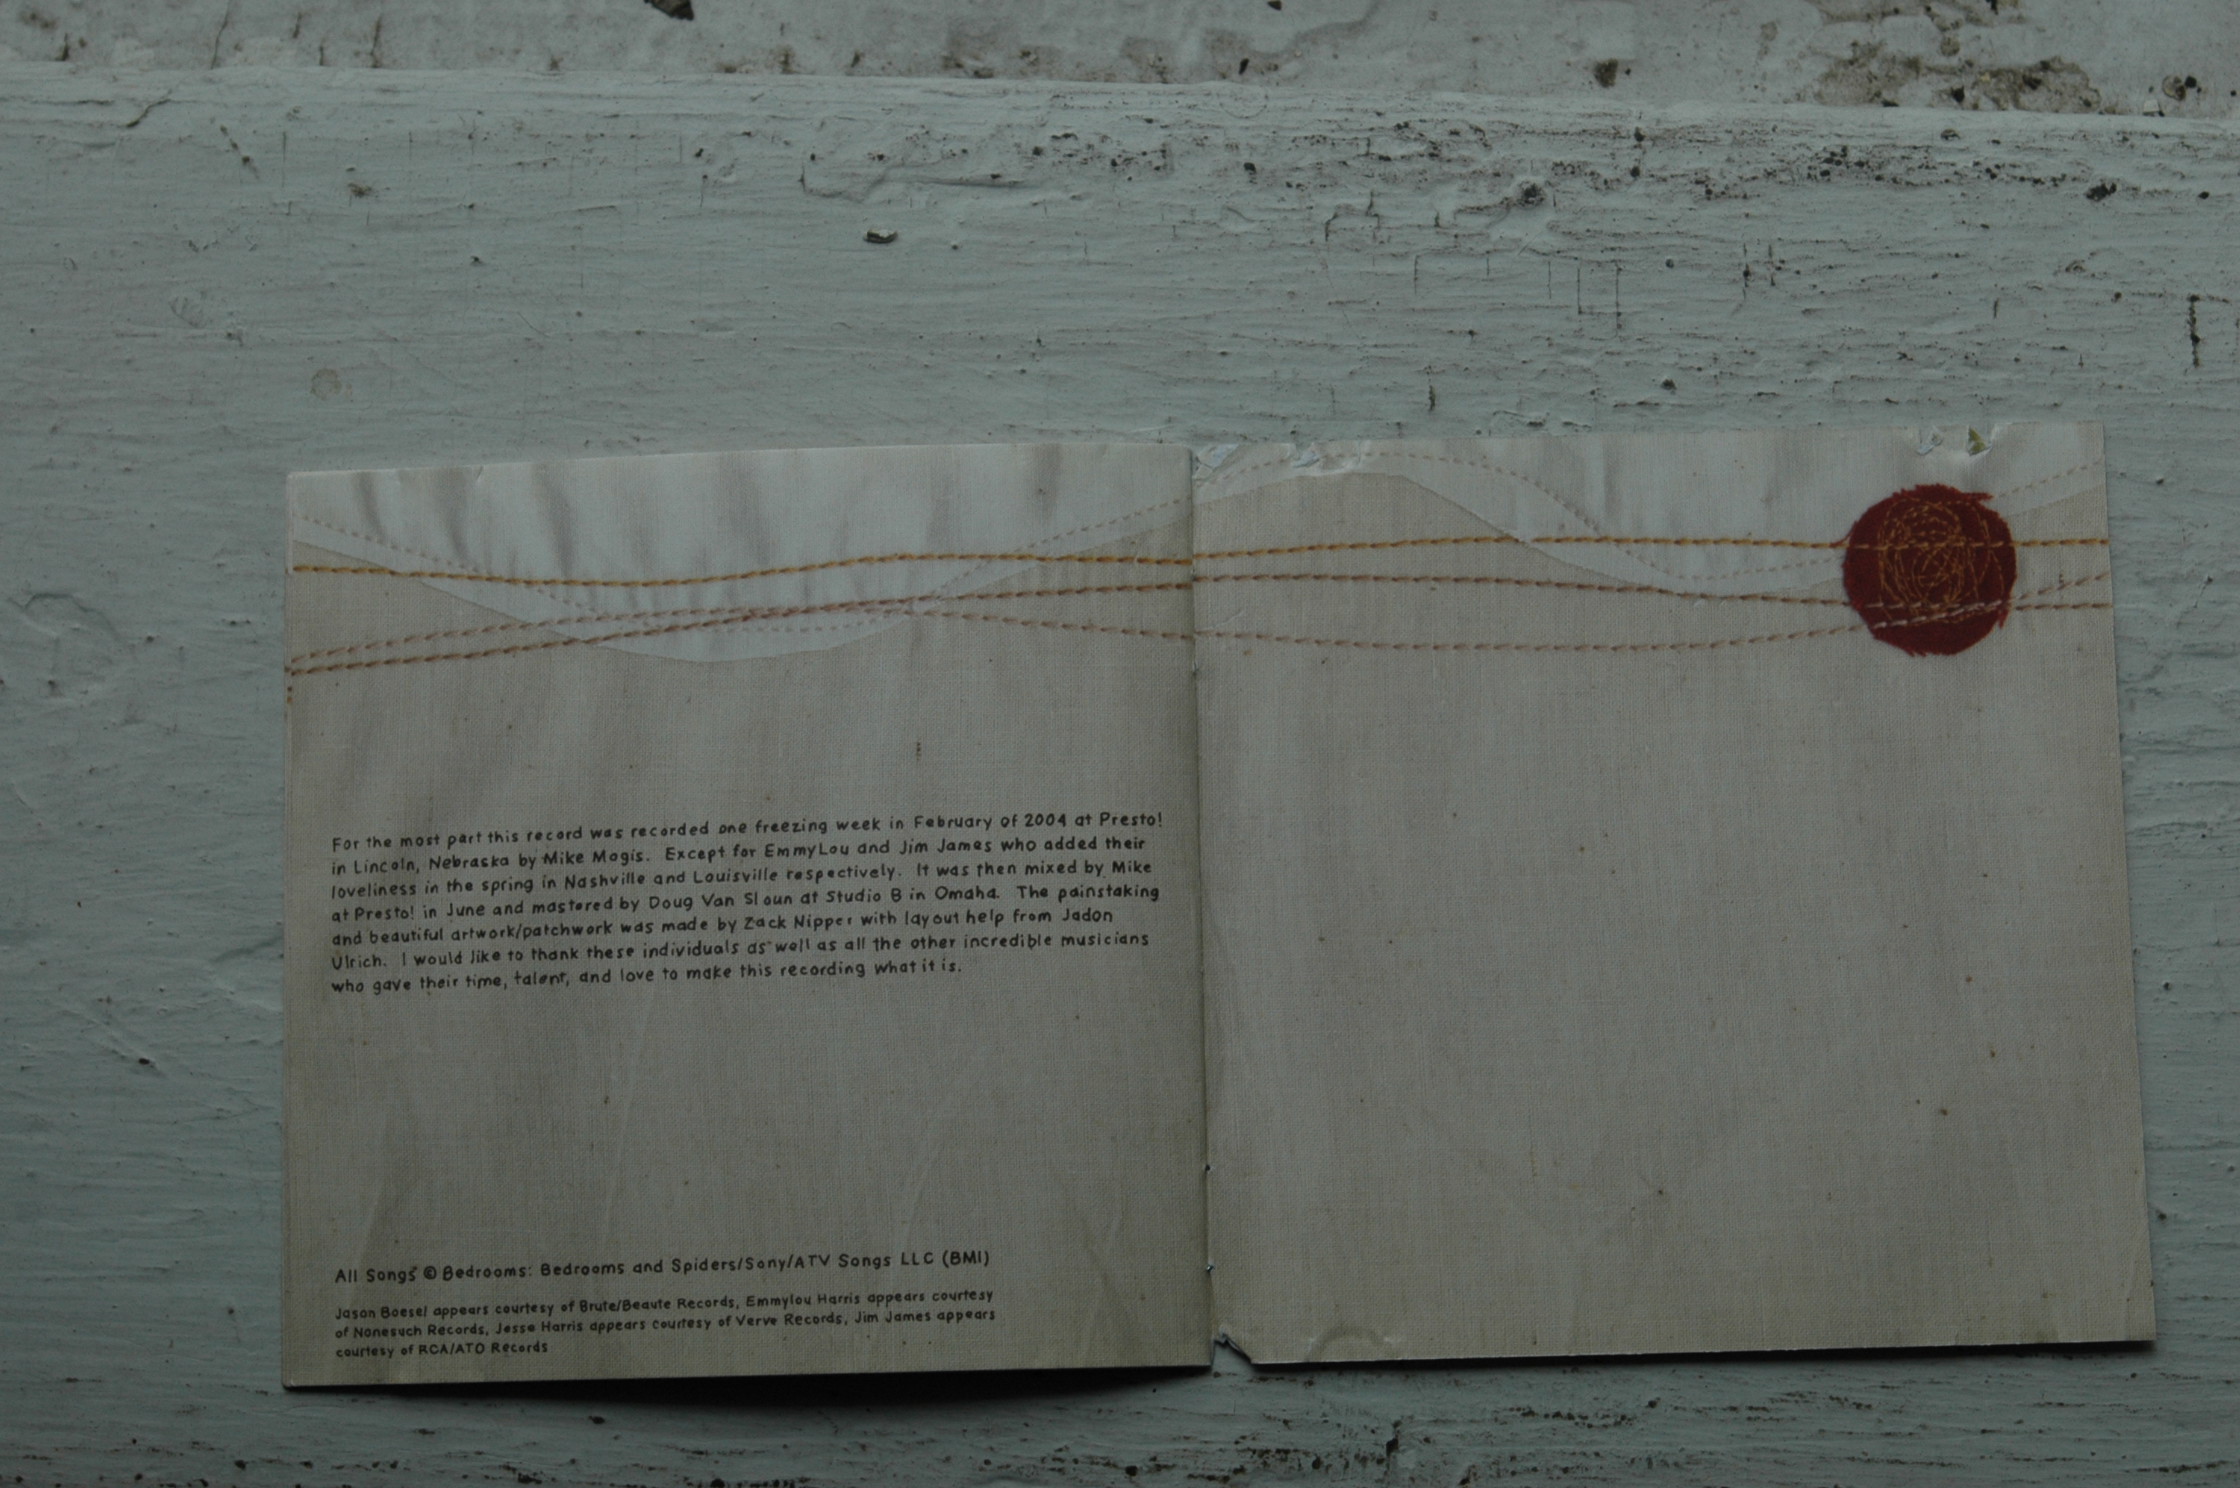 For the most part this record was recorded one freezing week in February of 2004 at Presto!
in Lincoln, Nebraska by Mike Mogis. Except for EmmyLou and Jim James who added their
loveliness in the spring in Nashville and Louisville respectively. It was then mixed by Mike
at Presto! in June and mastered by Doug Van Sloun at Studio B in Omaha. The painstaking
and beautiful artwork/patchwork was made by Zack Nipper with layout help from Jadon
Ulrich. I would like to thank these individuals as well as all the other incredible musicians
who gave their time, talent, and love to make this recording what it is.
All Songs © Bedrooms: Bedrooms and Spiders/Sony/ATV Songs LLC (BMI)
Jason Boesel appears courtesy of Brute/Beaute Records, Emmylou Harris appears courtesy
of Nonesuch Records, Jesse Harris appears courtesy of Verve Records, Jim James appears
courtesy of RCA/ATO Records